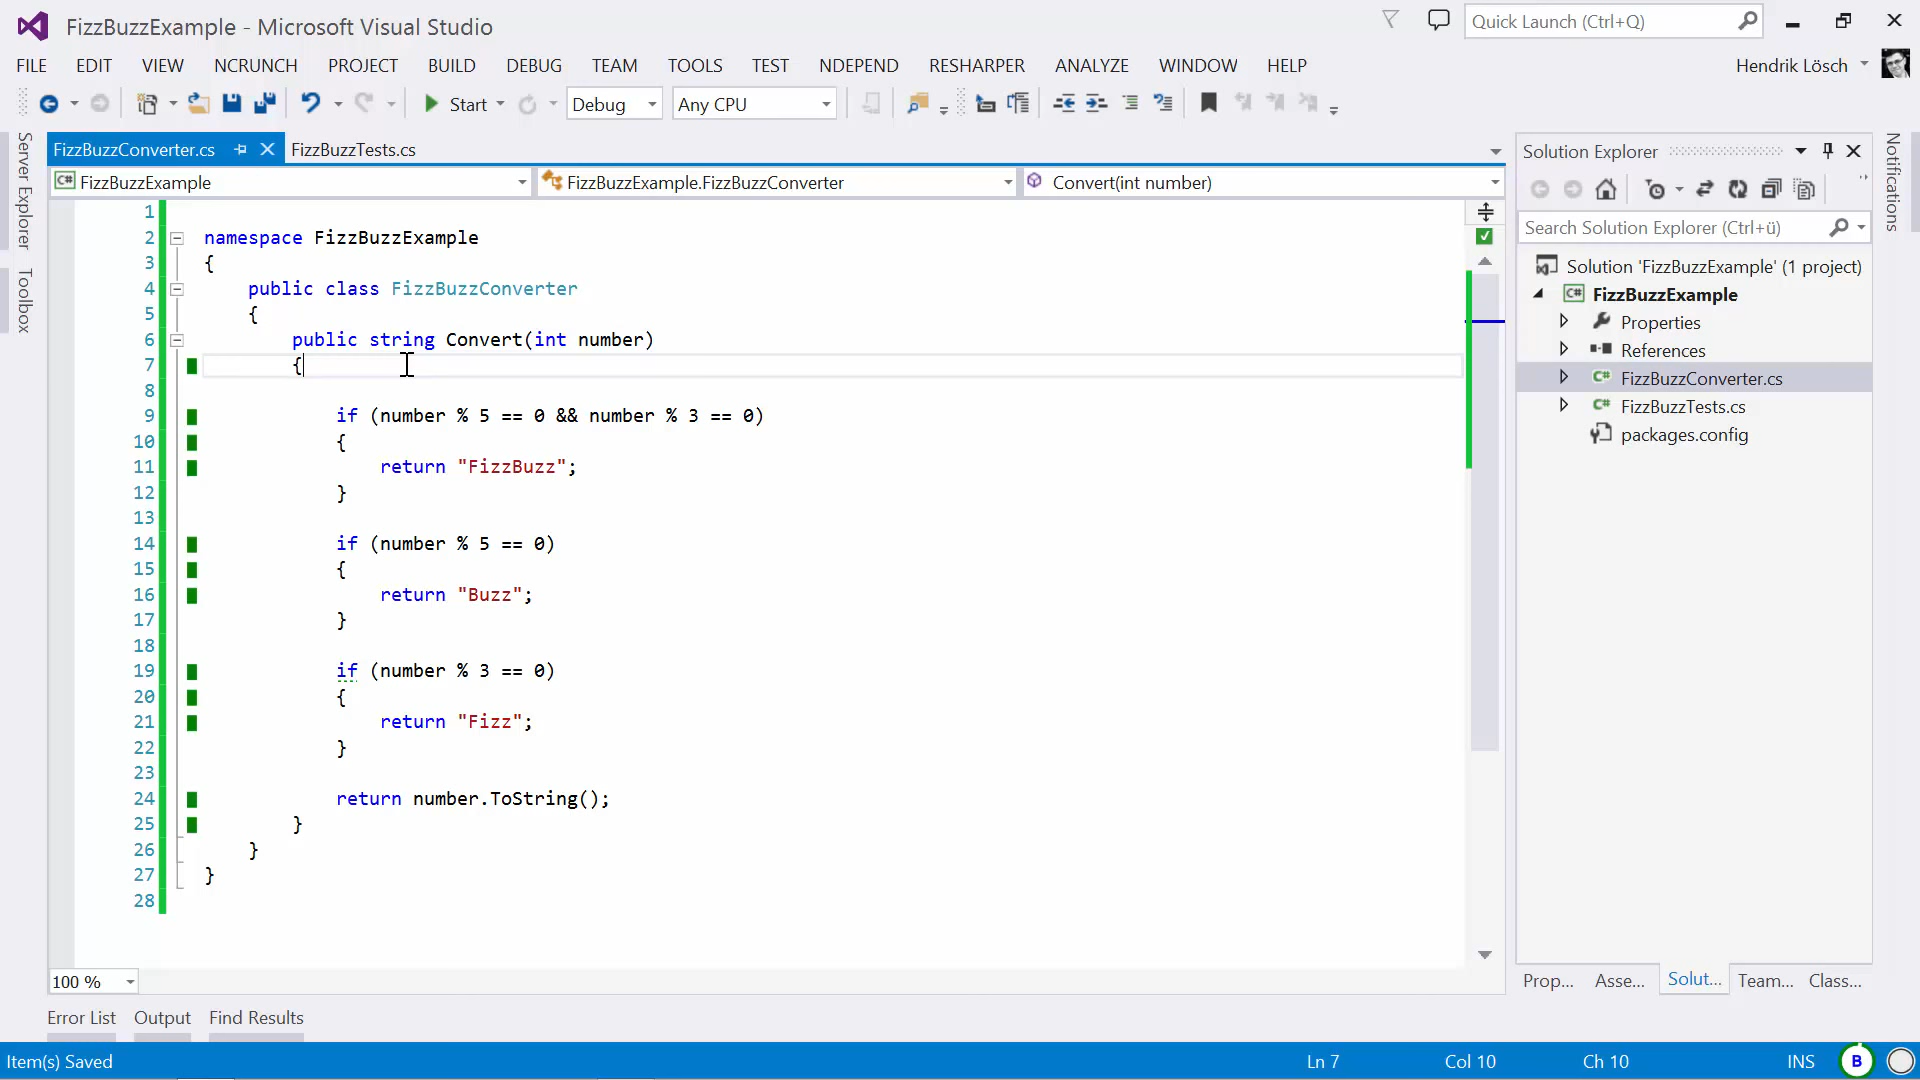 FizzBuzzExample - Microsoft Visual Studio
Quick Launch (Ctrl+Q)
FILE EDIT VIEW NCRUNCH PROJECT BUILD DEBUG TEAM TOOLS TEST NDEPEND RESHARPER ANALYZE WINDOW HELP
Hendrik Lösch
Start Debug Any CPU
Server Explorer
Toolbox
FizzBuzzConverter.cs FizzBuzzTests.cs
C# FizzBuzzExample FizzBuzzExample.FizzBuzzConverter Convert(int number)
1
2 namespace FizzBuzzExample
3 {
4 public class FizzBuzzConverter
5 {
6 public string Convert(int number)
7 {
8
9 if (number % 5 == 0 && number % 3 == 0)
10 {
11 return "FizzBuzz";
12 }
13
14 if (number % 5 == 0)
15 {
16 return "Buzz";
17 }
18
19 if (number % 3 == 0)
20 {
21 return "Fizz";
22 }
23
24 return number.ToString();
25 }
26 }
27 }
28
100 %
Solution Explorer
Search Solution Explorer (Ctrl+ü)
Solution 'FizzBuzzExample' (1 project)
C# FizzBuzzExample
Properties
References
C# FizzBuzzConverter.cs
C# FizzBuzzTests.cs
packages.config
Prop... Asse... Solut... Team... Class...
Notifications
Error List Output Find Results
Item(s) Saved Ln 7 Col 10 Ch 10 INS B